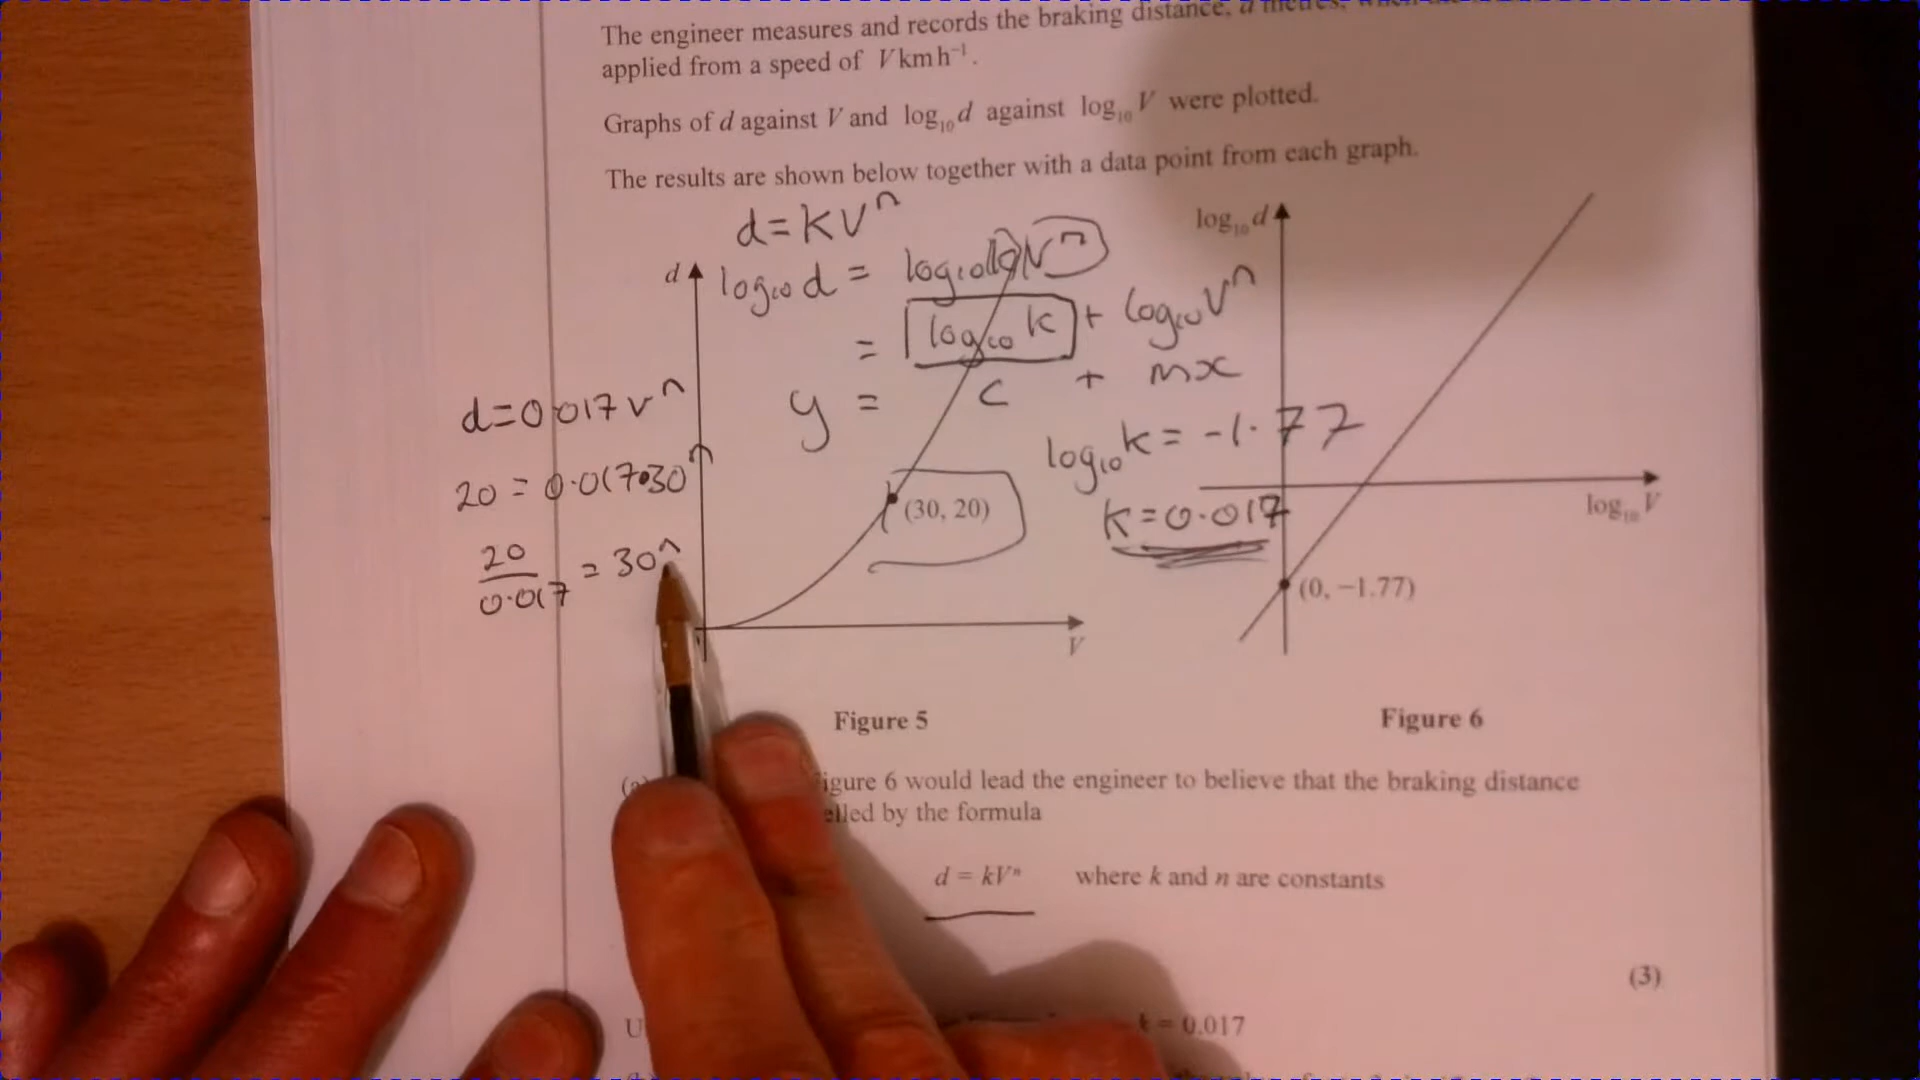 The engineer measures and records the braking distance, d metres,
applied from a speed of V km h⁻¹.
Graphs of d against V and log₁₀ d against log₁₀ V were plotted.
The results are shown below together with a data point from each graph.
d = kVⁿ
log₁₀ d = log₁₀ Vⁿ
= log₁₀ k + log₁₀ Vⁿ
y = c + mx
d
log₁₀ d
d = 0.017 vⁿ
20 = 0.017•30ⁿ
20/0.017 = 30ⁿ
log₁₀ k = -1.77
k = 0.017
(30, 20)
log₁₀ V
(0, −1.77)
V
Figure 5
Figure 6
igure 6 would lead the engineer to believe that the braking distance
elled by the formula
d = kVⁿ where k and n are constants
(3)
U k = 0.017